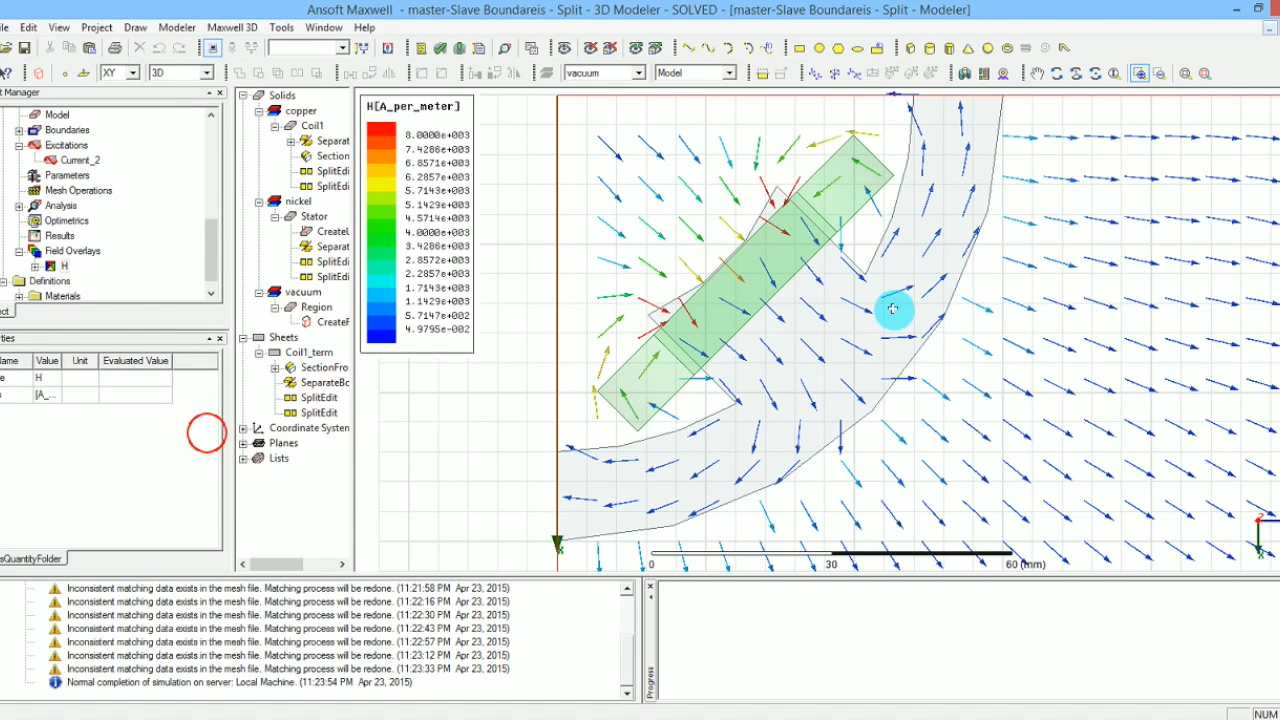 Ansoft Maxwell - master-Slave Boundareis - Split - 3D Modeler - SOLVED - [master-Slave Boundareis - Split - Modeler]
Edit View Project Draw Modeler Maxwell 3D Tools Window Help
XY 3D vacuum Model
Model
Boundaries
Excitations
Current_2
Parameters
Mesh Operations
Analysis
Optimetrics
Results
Field Overlays
H
Definitions
Materials
Value Unit Evaluated Value
H
[A_...
Solids
copper
Coil1
Separat
Section
SplitEdi
SplitEdi
nickel
Stator
Createl
Separat
SplitEdi
SplitEdi
vacuum
Region
CreateF
Sheets
Coil1_term
SectionFro
SeparateBo
SplitEdit
SplitEdit
Coordinate System
Planes
Lists
H[A_per_meter]
8.0000e+003
7.4286e+003
6.8571e+003
6.2857e+003
5.7143e+003
5.1429e+003
4.5714e+003
4.0000e+003
3.4286e+003
2.8572e+003
2.2857e+003
1.7143e+003
1.1429e+003
5.7147e+002
4.9795e-002
0 30 60 (mm)
Inconsistent matching data exists in the mesh file. Matching process will be redone. (11:21:58 PM Apr 23, 2015)
Inconsistent matching data exists in the mesh file. Matching process will be redone. (11:22:16 PM Apr 23, 2015)
Inconsistent matching data exists in the mesh file. Matching process will be redone. (11:22:30 PM Apr 23, 2015)
Inconsistent matching data exists in the mesh file. Matching process will be redone. (11:22:43 PM Apr 23, 2015)
Inconsistent matching data exists in the mesh file. Matching process will be redone. (11:22:57 PM Apr 23, 2015)
Inconsistent matching data exists in the mesh file. Matching process will be redone. (11:23:12 PM Apr 23, 2015)
Inconsistent matching data exists in the mesh file. Matching process will be redone. (11:23:33 PM Apr 23, 2015)
Normal completion of simulation on server: Local Machine. (11:23:54 PM Apr 23, 2015)
Progress
NUM